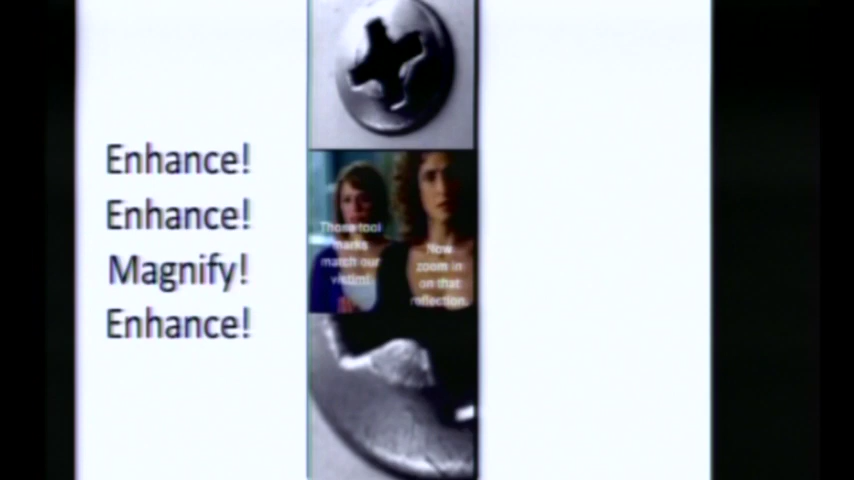 Enhance!
Enhance!
Magnify!
Enhance!
Those tool
marks
match our
victim!
Now
zoom in
on that
reflection.